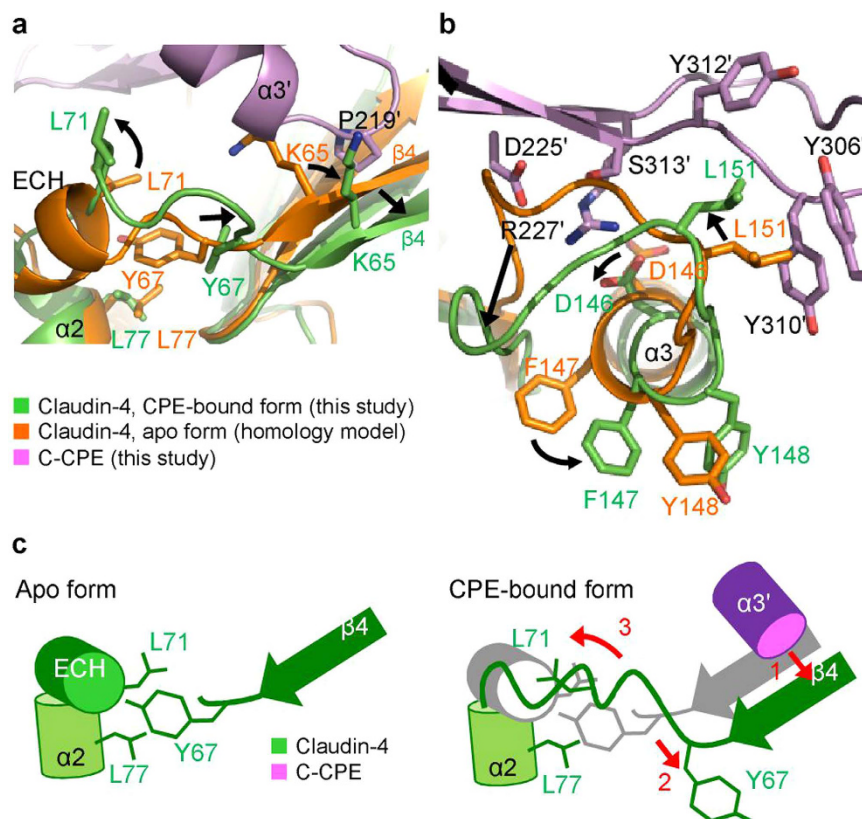 a
b
L71
α3'
P219'
ECH
L71
K65
β4
Y67
Y67
β4
K65
α2
L77
L77
Y312'
D225'
S313'
L151
Y306'
R227'
L151
D146
D146
Y310'
α3
F147
Y148
F147
Y148
Claudin-4, CPE-bound form (this study)
Claudin-4, apo form (homology model)
C-CPE (this study)
c
Apo form
CPE-bound form
L71
β4
ECH
α2
L77
Y67
Claudin-4
C-CPE
L71
3
α3'
1
β4
α2
L77
2
Y67